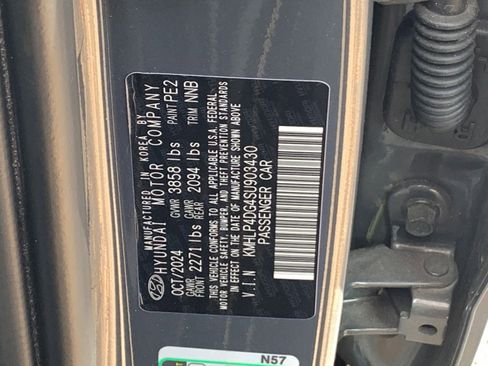 MANUFACTURED IN KOREA BY
HYUNDAI MOTOR COMPANY
OCT/2024 GVWR 3858 lbs PAINT PE2
GAWR FRONT 2271 lbs GAWR REAR 2094 lbs TRIM NNB
THIS VEHICLE CONFORMS TO ALL APPLICABLE U.S.A. FEDERAL
MOTOR VEHICLE SAFETY, BUMPER, AND THEFT PREVENTION STANDARDS
IN EFFECT ON THE DATE OF MANUFACTURE SHOWN ABOVE
V.I.N KMHLP4DG4SU903430
PASSENGER CAR
N57